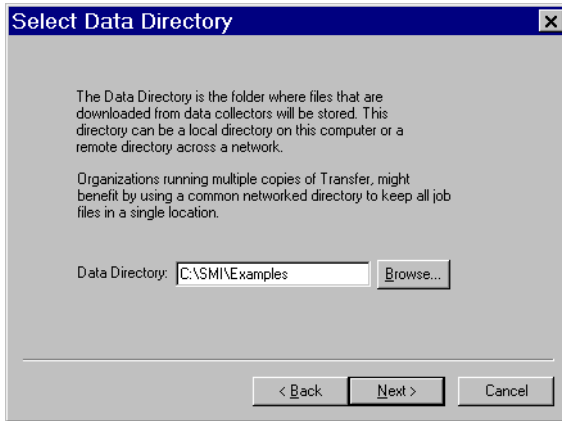 Select Data Directory
The Data Directory is the folder where files that are
downloaded from data collectors will be stored. This
directory can be a local directory on this computer or a
remote directory across a network.
Organizations running multiple copies of Transfer, might
benefit by using a common networked directory to keep all job
files in a single location.
Data Directory: C:\SMI\Examples Browse...
< Back Next > Cancel